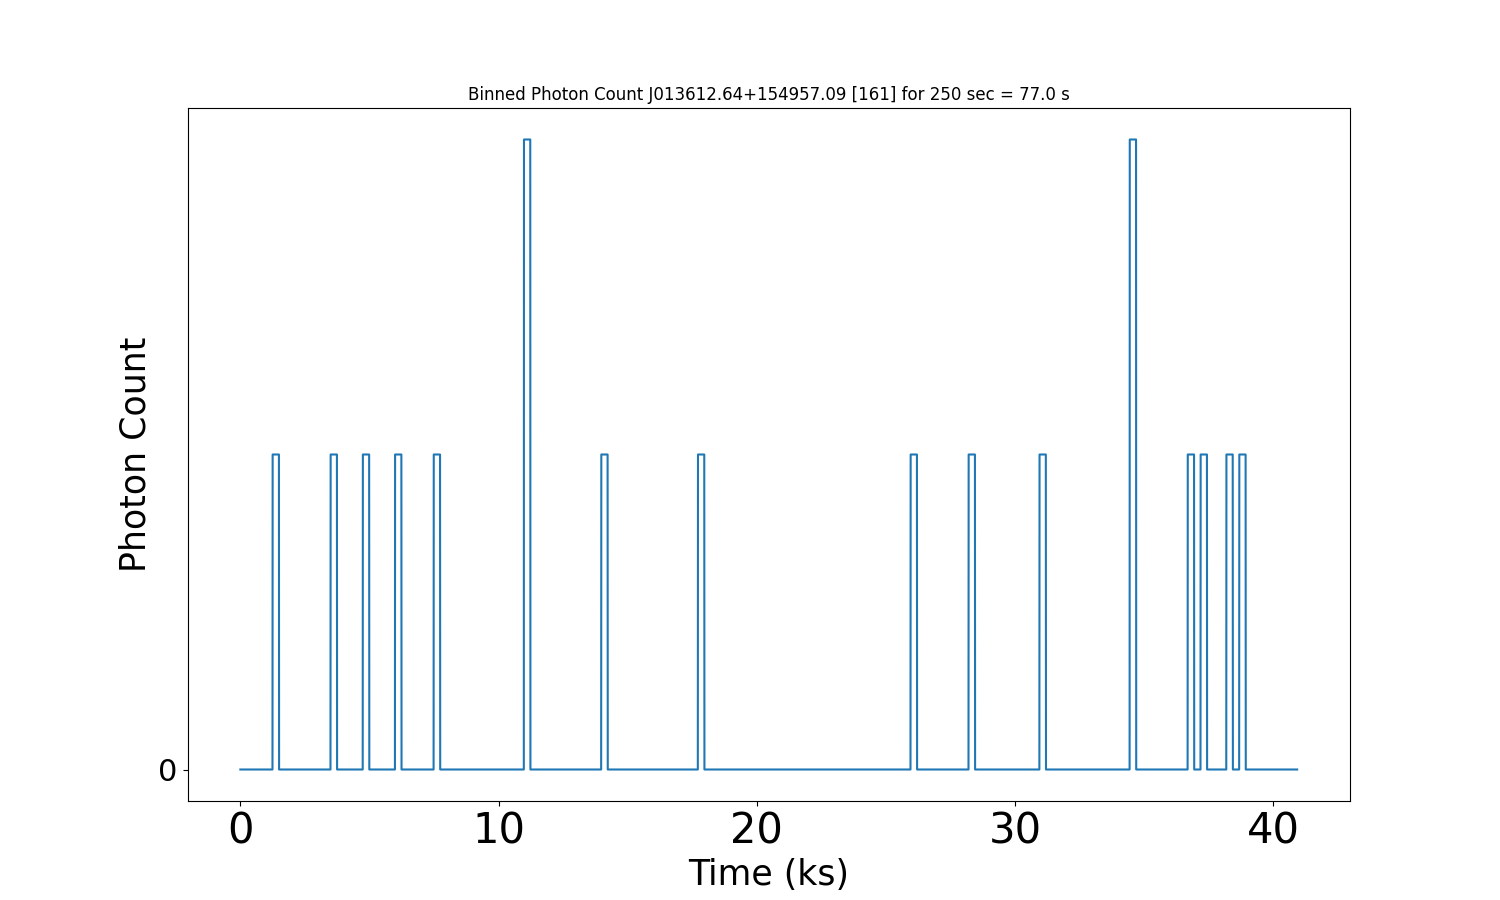 Binned Photon Count J013612.64+154957.09 [161] for 250 sec = 77.0 s
Photon Count
0
0 10 20 30 40
Time (ks)